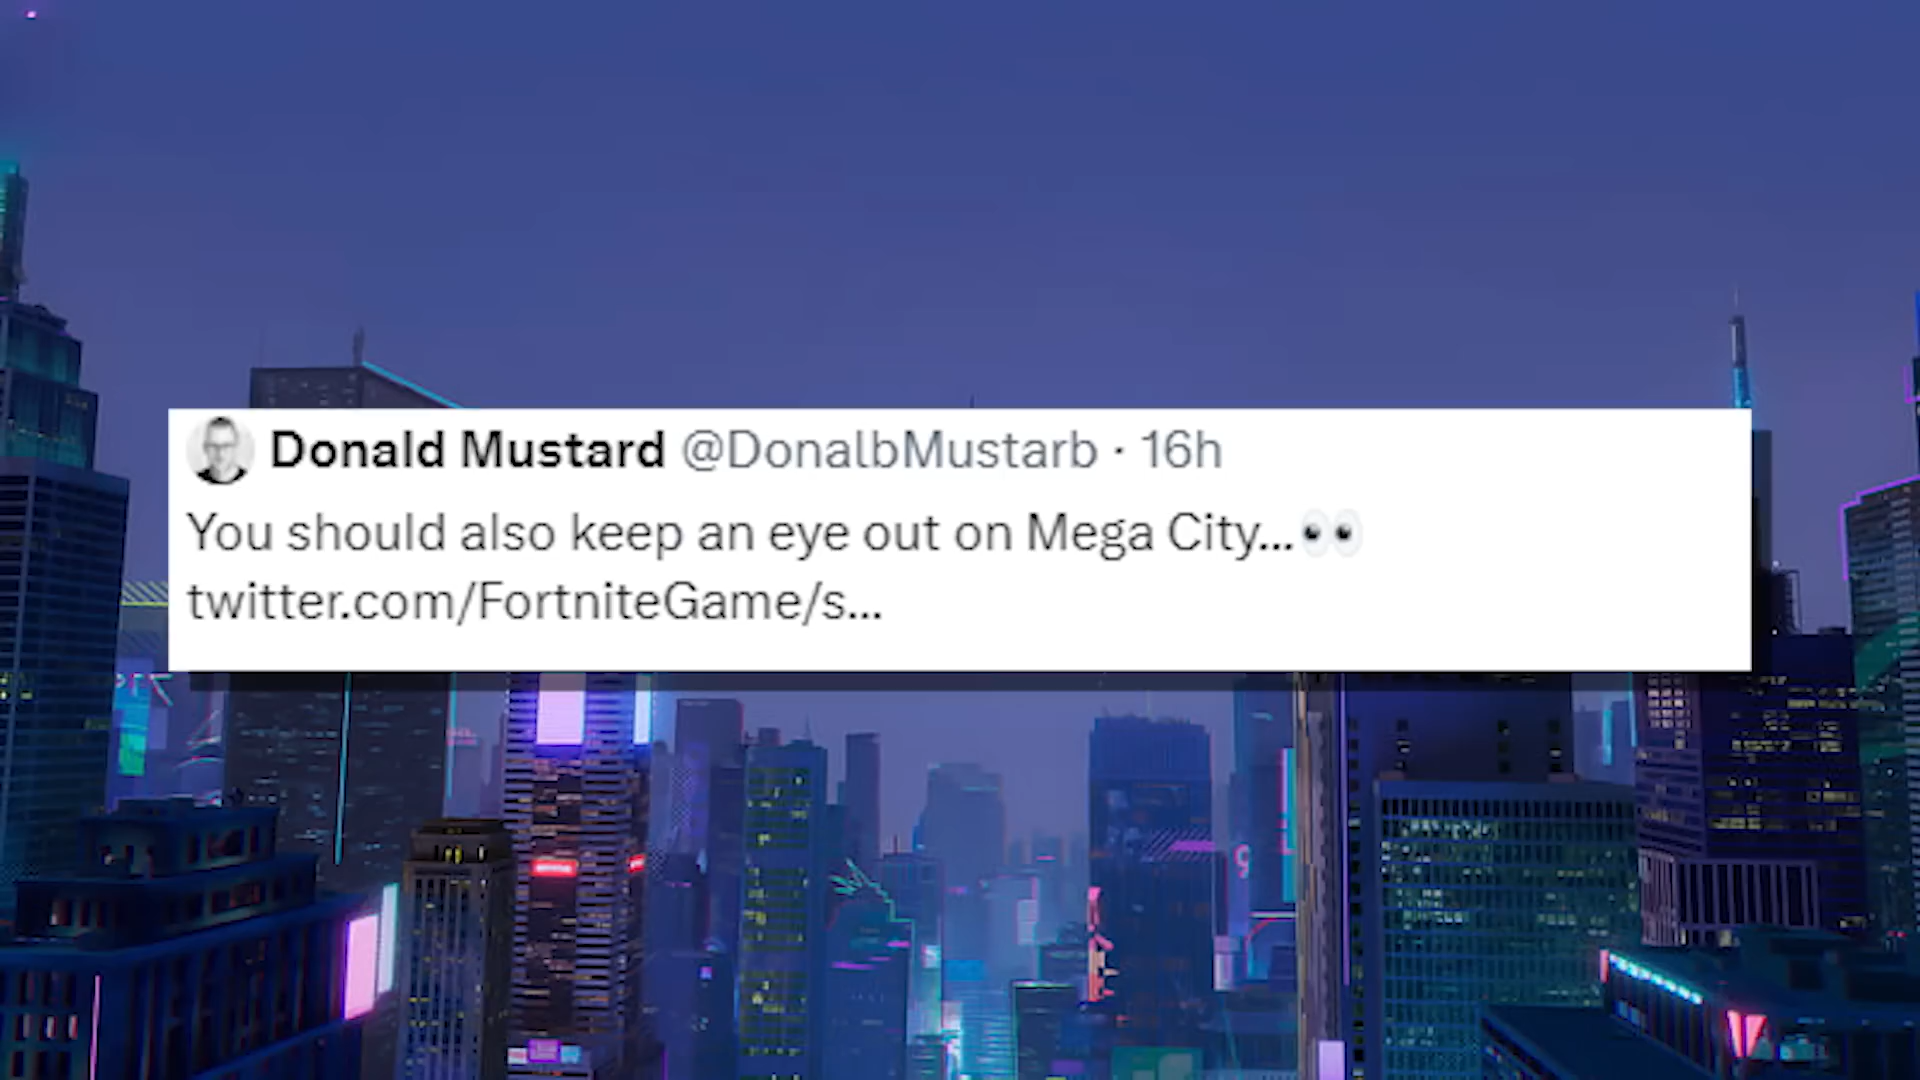 Donald Mustard @DonalbMustarb · 16h
You should also keep an eye out on Mega City...👀
twitter.com/FortniteGame/s...